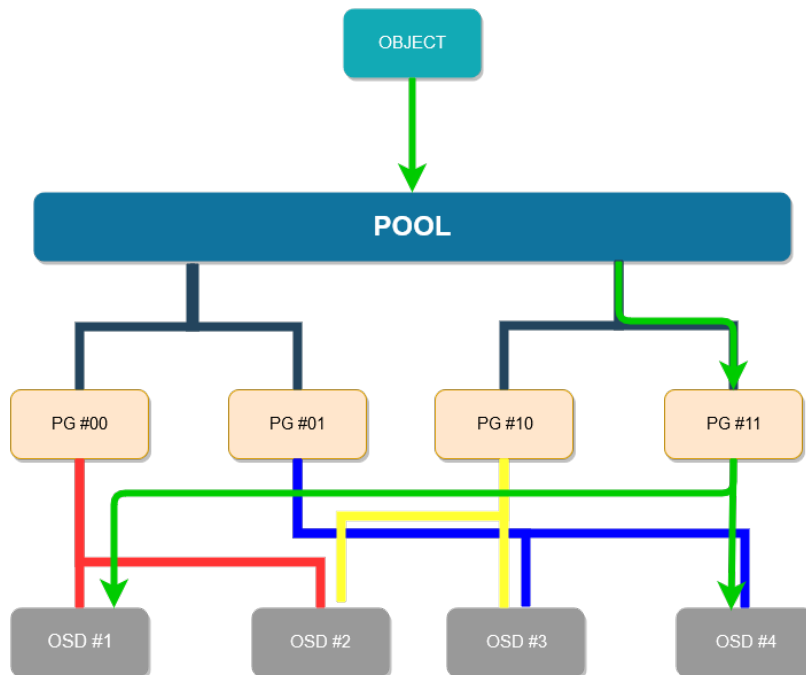 OBJECT
POOL
PG #00
PG #01
PG #10
PG #11
OSD #1
OSD #2
OSD #3
OSD #4